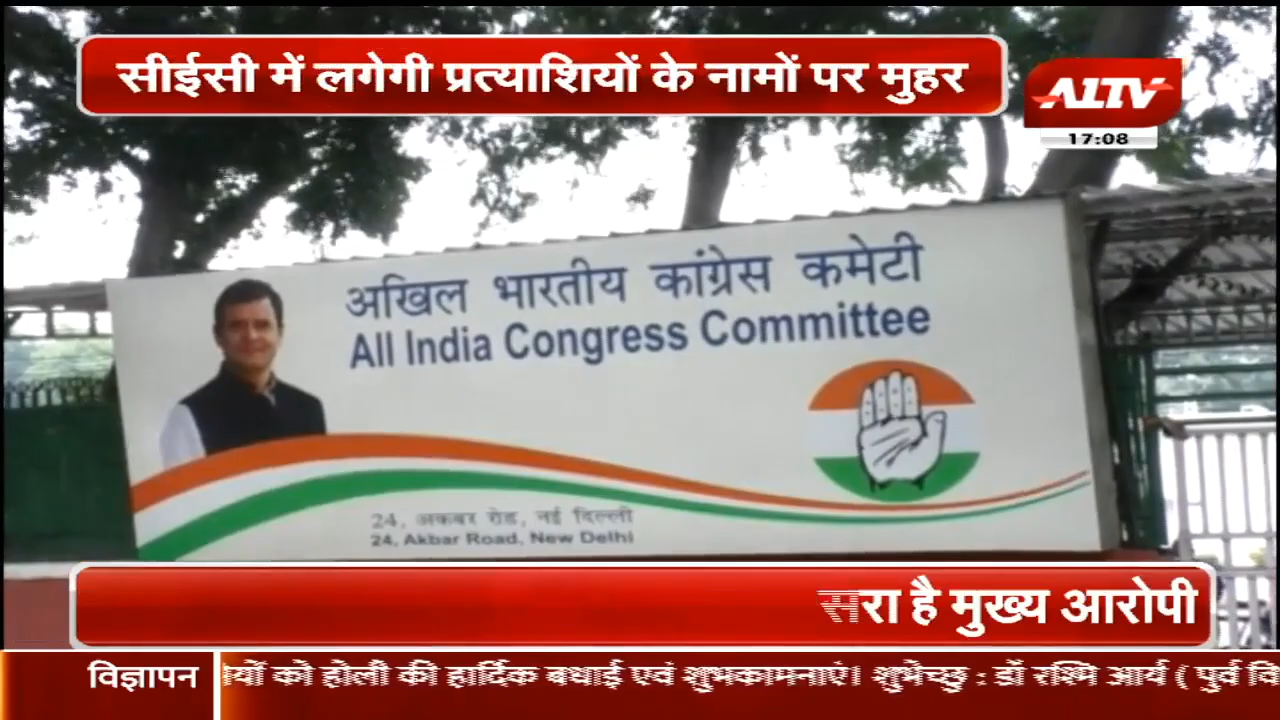 सीईसी में लगेगी प्रत्याशियों के नामों पर मुहर
ALTV
17:08
अखिल भारतीय कांग्रेस कमेटी
All India Congress Committee
24, अकबर रोड, नई दिल्ली
24, Akbar Road, New Delhi
है मुख्य आरोपी
विज्ञापन
को होली की हार्दिक बधाई एवं शुभकामनाएं। शुभेच्छु : डॉ रश्मि आर्य ( पुर्व